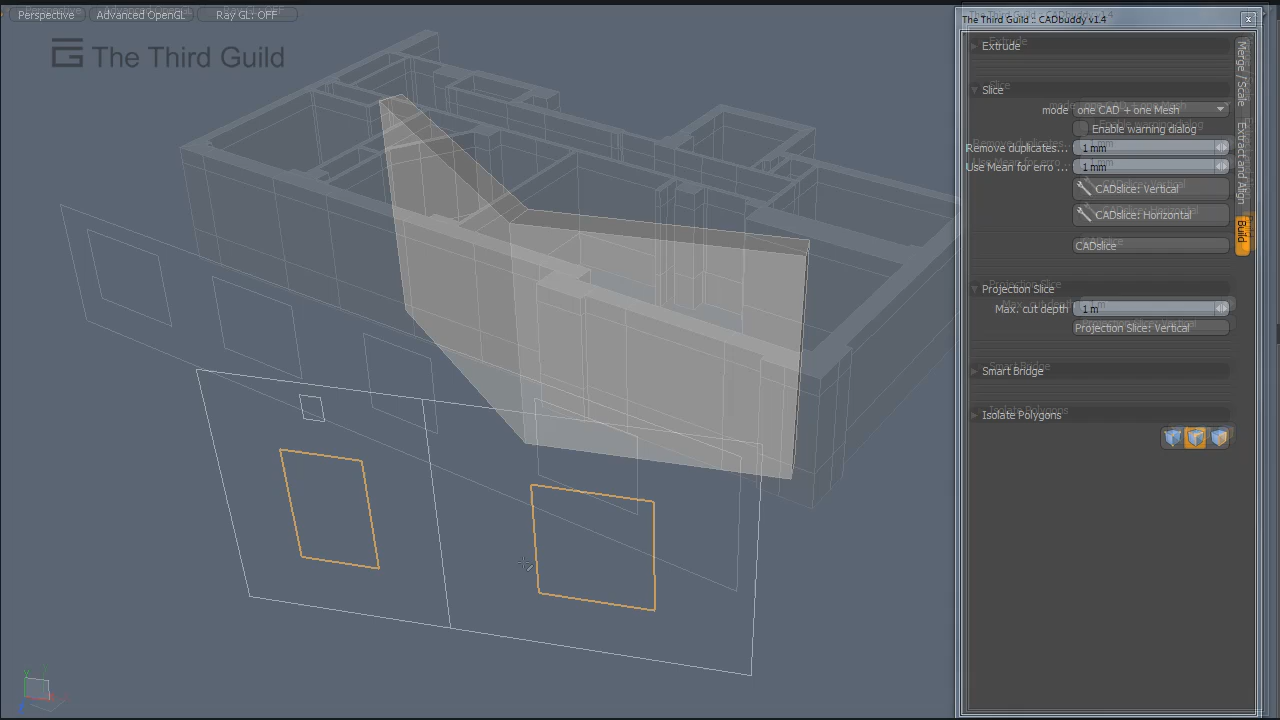 Perspective
Advanced OpenGL
Ray GL: OFF
The Third Guild
The Third Guild :: CADbuddy v1.4
x
Extrude
Slice
mode one CAD + one Mesh
Enable warning dialog
Remove duplicates... 1 mm
Use Mean for erro ... 1 mm
CADslice: Vertical
CADslice: Horizontal
CADslice
Projection Slice
Max. cut depth 1 m
Projection Slice: Vertical
Smart Bridge
Isolate Polygons
Merge / Scale
Extract and Align
Build